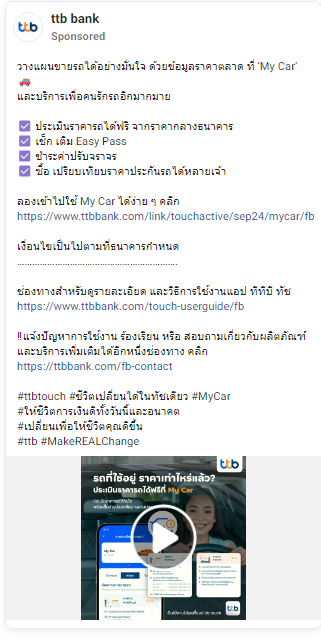 ttb bank
Sponsored
วางแผนขายรถได้อย่างมั่นใจ ด้วยข้อมูลราคาตลาด ที่ 'My Car'
🚗
และบริการเพื่อคนรักรถอีกมากมาย
☑ ประเมินราคารถได้ฟรี จากราคากลางธนาคาร
☑ เช็ก เติม Easy Pass
☑ ชำระค่าปรับจราจร
☑ ซื้อ เปรียบเทียบราคาประกันรถได้หลายเจ้า
ลองเข้าไปใช้ My Car ได้ง่าย ๆ คลิก
https://www.ttbbank.com/link/touchactive/sep24/mycar/fb
เงื่อนไขเป็นไปตามที่ธนาคารกำหนด
................................................................
ช่องทางสำหรับดูรายละเอียด และวิธีการใช้งานแอป ทีทีบี ทัช
https://www.ttbbank.com/touch-userguide/fb
‼️แจ้งปัญหาการใช้งาน ร้องเรียน หรือ สอบถามเกี่ยวกับผลิตภัณฑ์
และบริการเพิ่มเติมได้อีกหนึ่งช่องทาง คลิก
https://ttbbank.com/fb-contact
#ttbtouch #ชีวิตเปลี่ยนได้ในทัชเดียว #MyCar
#ให้ชีวิตการเงินดีทั้งวันนี้และอนาคต
#เปลี่ยนเพื่อให้ชีวิตคุณดีขึ้น
#ttb #MakeREALChange
ttb
รถที่ใช้อยู่ ราคาเท่าไหร่แล้ว?
ประเมินราคารถได้ฟรีที่ My Car
My Car
ttb